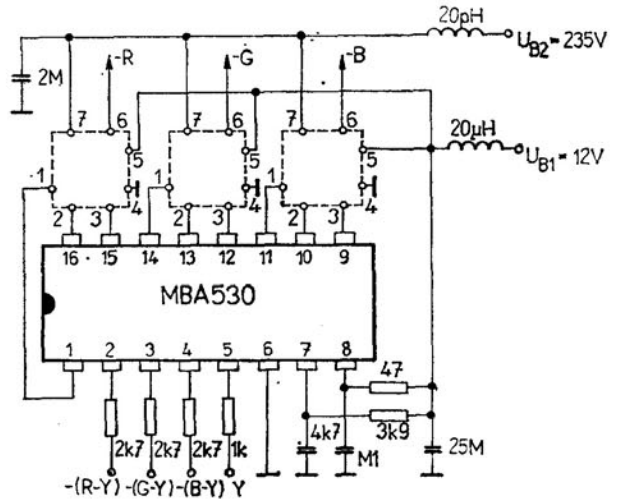 20pH
U_B2 = 235V
-R
-G
-B
2M
7 6
7 6
7 6
20µH
U_B1 = 12V
1 5
1 5
1 5
4
4
4
2 3
2 3
2 3
16 15 14 13 12 11 10 9
MBA530
1 2 3 4 5 6 7 8
47
2k7 2k7 2k7 1k
4k7
M1
3k9
25M
-(R-Y) -(G-Y) -(B-Y) Y